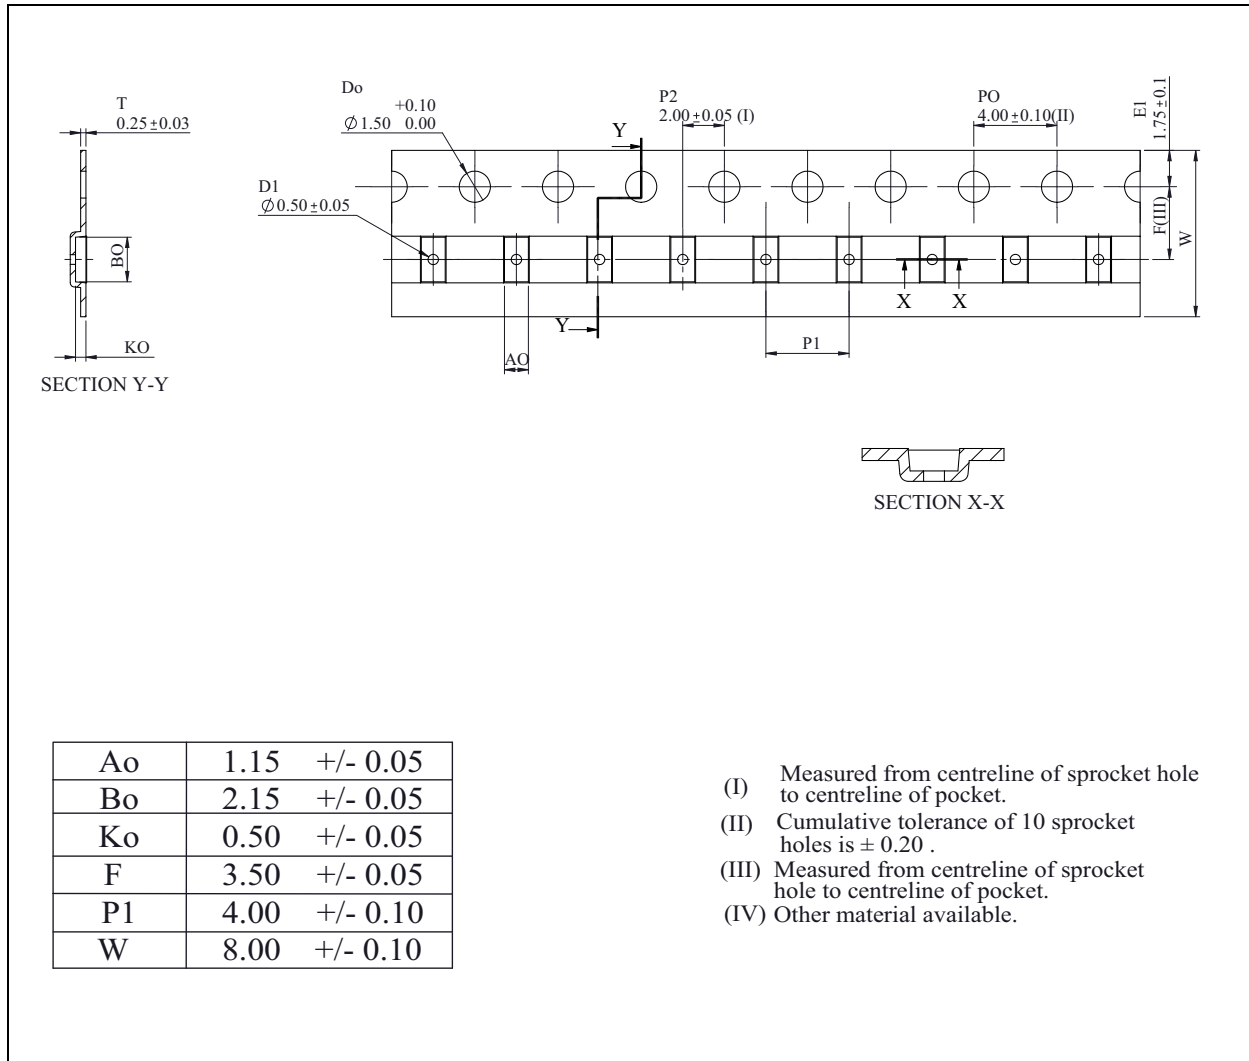 T
0.25±0.03
Do
+0.10
∅1.50 0.00
D1
∅0.50±0.05
P2
2.00±0.05 (I)
PO
4.00±0.10(II)
E1
1.75±0.1
Y
F(III)
W
BO
X X
Y
P1
AO
KO
SECTION Y-Y
SECTION X-X
Ao 1.15 +/- 0.05
Bo 2.15 +/- 0.05
Ko 0.50 +/- 0.05
F 3.50 +/- 0.05
P1 4.00 +/- 0.10
W 8.00 +/- 0.10
(I) Measured from centreline of sprocket hole
to centreline of pocket.
(II) Cumulative tolerance of 10 sprocket
holes is ± 0.20 .
(III) Measured from centreline of sprocket
hole to centreline of pocket.
(IV) Other material available.